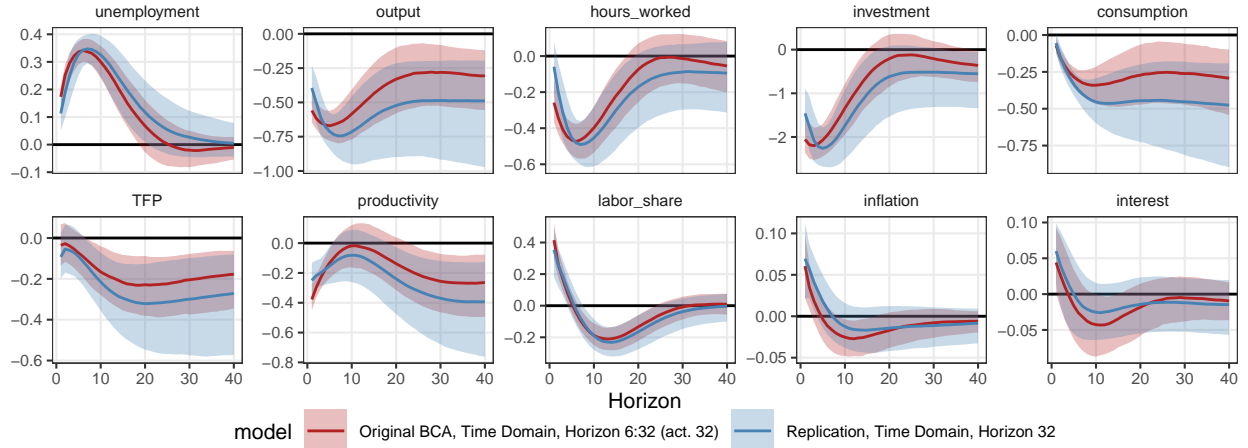 unemployment output hours_worked investment consumption
0.4 0.00 0.0 0 0.00
0.3 −0.25 −0.2 −1 −0.25
0.2 −0.50 −0.4 −2 −0.50
0.1 −0.75 −0.6 −0.75
0.0 −1.00
−0.1
TFP productivity labor_share inflation interest
0.0 0.0 0.4 0.10 0.10
−0.2 −0.2 0.2 0.05 0.05
−0.4 −0.4 0.0 0.00 0.00
−0.6 −0.6 −0.2 −0.05 −0.05
−0.8
0 10 20 30 40 0 10 20 30 40 0 10 20 30 40 0 10 20 30 40 0 10 20 30 40
Horizon
model Original BCA, Time Domain, Horizon 6:32 (act. 32) Replication, Time Domain, Horizon 32